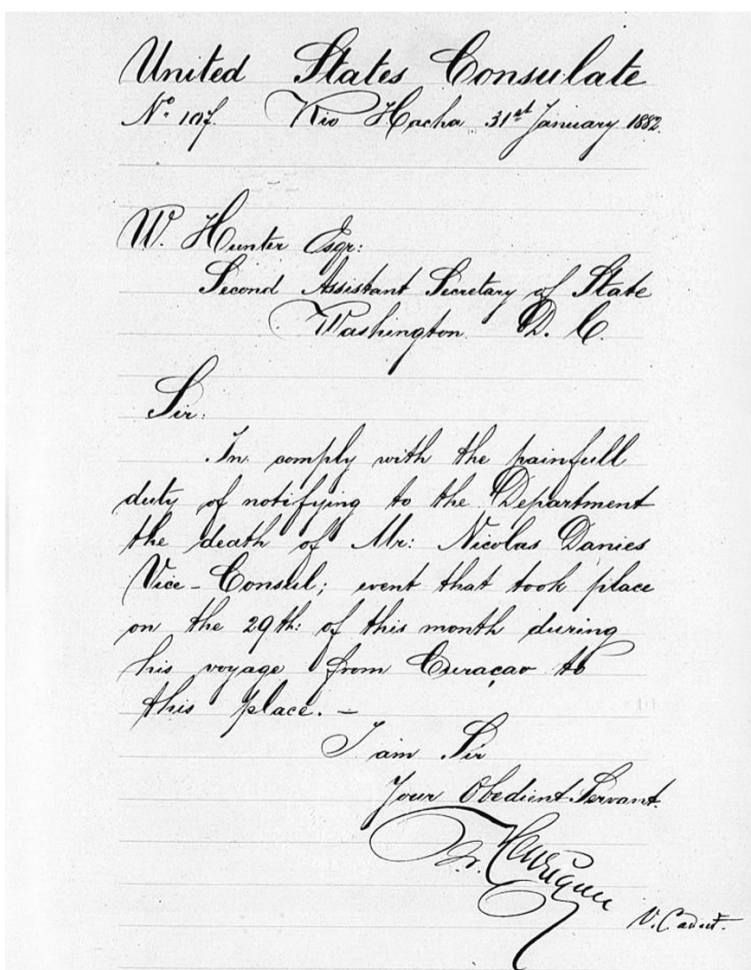 United States Consulate
No. 107. Rio Hacha 31st January 1882.
W. Hunter Esqr:
Second Assistant Secretary of State
Washington D. C.
Sir:
In comply with the painfull
duty of notifying to the Department
the death of Mr: Nicolas Danies
Vice-Consul; event that took place
on the 29th: of this month during
his voyage from Curaçao to
this place. —
I am Sir
Your Obedient Servant.